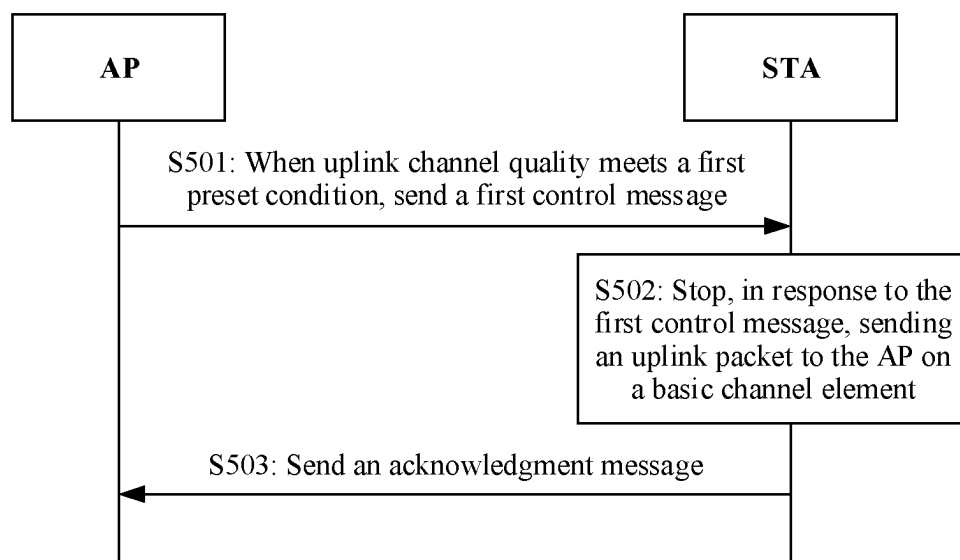 AP
STA
S501: When uplink channel quality meets a first
preset condition, send a first control message
S502: Stop, in response to the
first control message, sending
an uplink packet to the AP on
a basic channel element
S503: Send an acknowledgment message